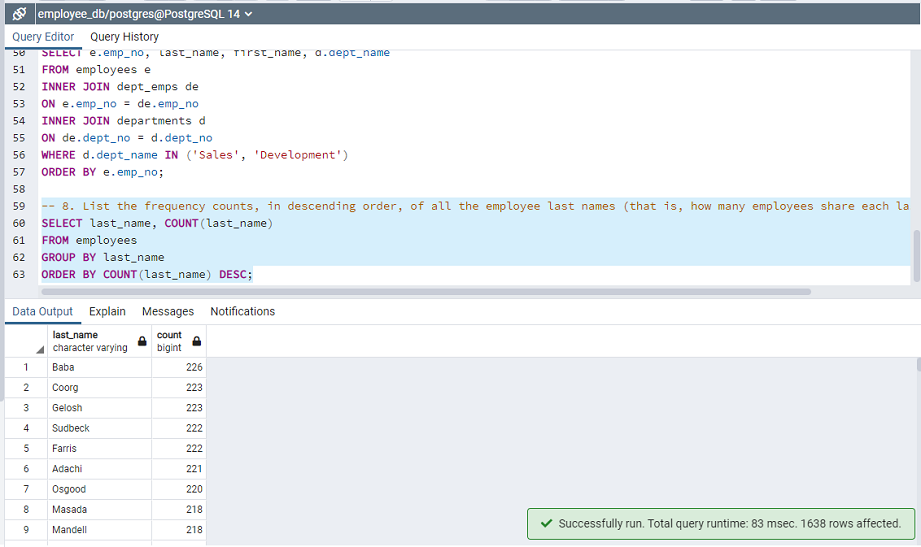 employee_db/postgres@PostgreSQL 14
Query Editor Query History
50 SELECT e.emp_no, last_name, first_name, d.dept_name
51 FROM employees e
52 INNER JOIN dept_emps de
53 ON e.emp_no = de.emp_no
54 INNER JOIN departments d
55 ON de.dept_no = d.dept_no
56 WHERE d.dept_name IN ('Sales', 'Development')
57 ORDER BY e.emp_no;
58
59 -- 8. List the frequency counts, in descending order, of all the employee last names (that is, how many employees share each la
60 SELECT last_name, COUNT(last_name)
61 FROM employees
62 GROUP BY last_name
63 ORDER BY COUNT(last_name) DESC;
Data Output Explain Messages Notifications
last_name count
character varying bigint
1 Baba 226
2 Coorg 223
3 Gelosh 223
4 Sudbeck 222
5 Farris 222
6 Adachi 221
7 Osgood 220
8 Masada 218
9 Mandell 218
Successfully run. Total query runtime: 83 msec. 1638 rows affected.